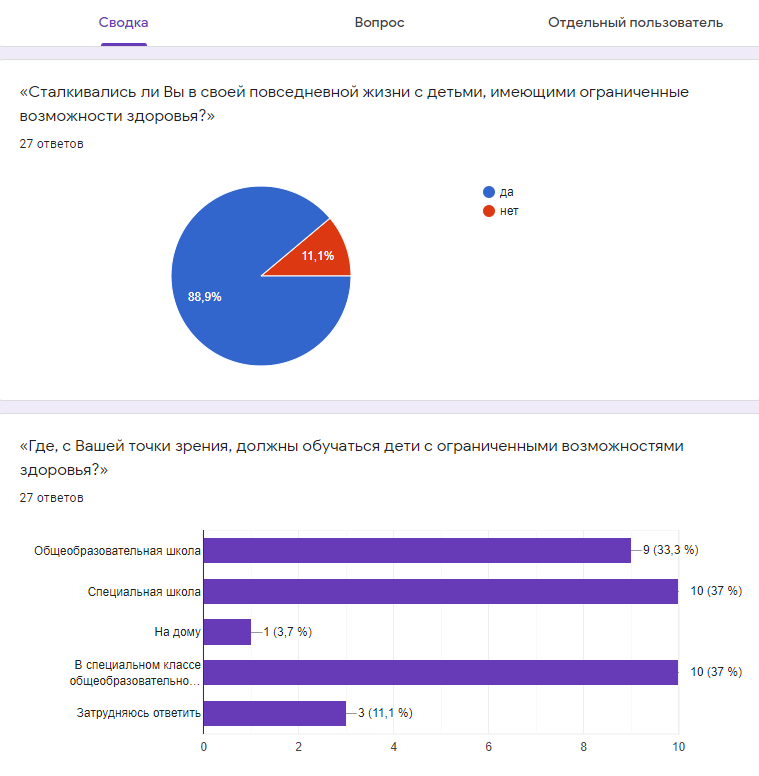 Сводка
Вопрос
Отдельный пользователь
«Сталкивались ли Вы в своей повседневной жизни с детьми, имеющими ограниченные
возможности здоровья?»
27 ответов
да
нет
11,1%
88,9%
«Где, с Вашей точки зрения, должны обучаться дети с ограниченными возможностями
здоровья?»
27 ответов
Общеобразовательная школа
9 (33,3 %)
Специальная школа
10 (37 %)
На дому
1 (3,7 %)
В специальном классе
общеобразовательно…
10 (37 %)
Затрудняюсь ответить
3 (11,1 %)
0 2 4 6 8 10